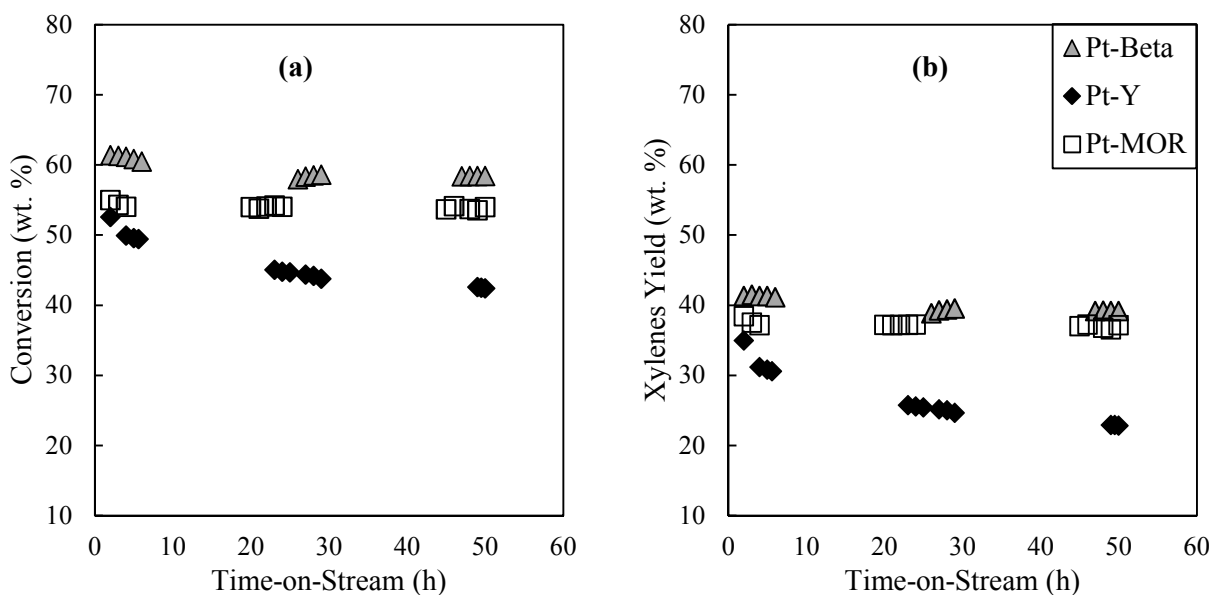 (a)
Conversion (wt. %)
80
70
60
50
40
30
20
10
0 10 20 30 40 50 60
Time-on-Stream (h)
(b)
Pt-Beta
Pt-Y
Pt-MOR
Xylenes Yield (wt. %)
80
70
60
50
40
30
20
10
0 10 20 30 40 50 60
Time-on-Stream (h)